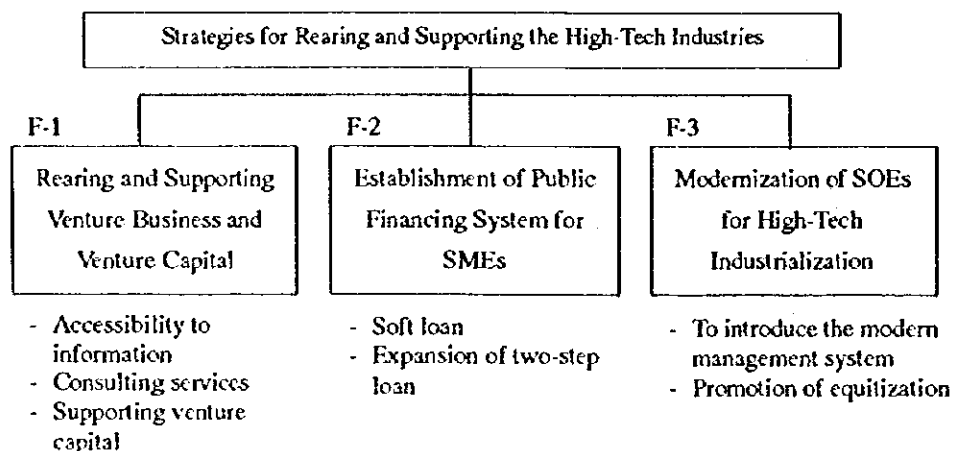 Strategies for Rearing and Supporting the High-Tech Industries
F-1
Rearing and Supporting
Venture Business and
Venture Capital
- Accessibility to
information
- Consulting services
- Supporting venture
capital
F-2
Establishment of Public
Financing System for
SMEs
- Soft loan
- Expansion of two-step
loan
F-3
Modernization of SOEs
for High-Tech
Industrialization
- To introduce the modern
management system
- Promotion of equitilization